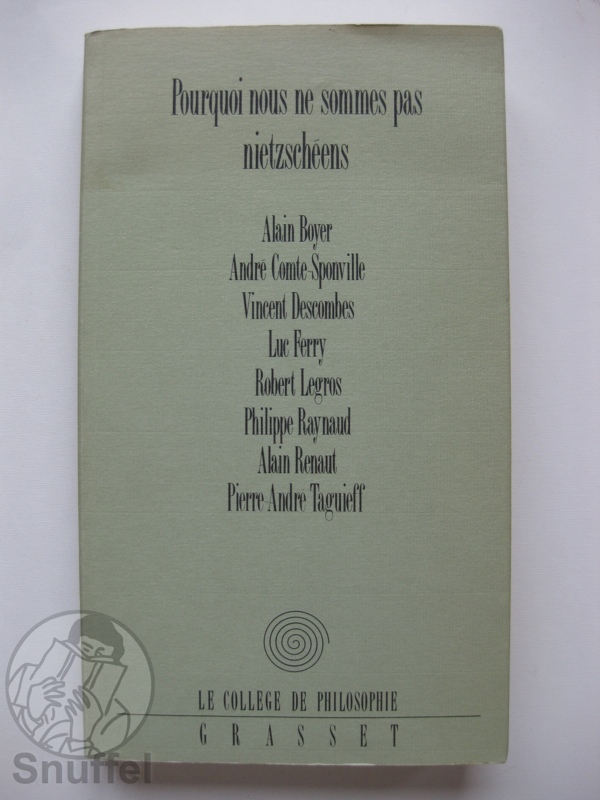 Pourquoi nous ne sommes pas
nietzschéens
Alain Boyer
André Comte-Sponville
Vincent Descombes
Luc Ferry
Robert Legros
Philippe Raynaud
Alain Renaut
Pierre-André Taguieff
LE COLLEGE DE PHILOSOPHIE
GRASSET
Snuffel